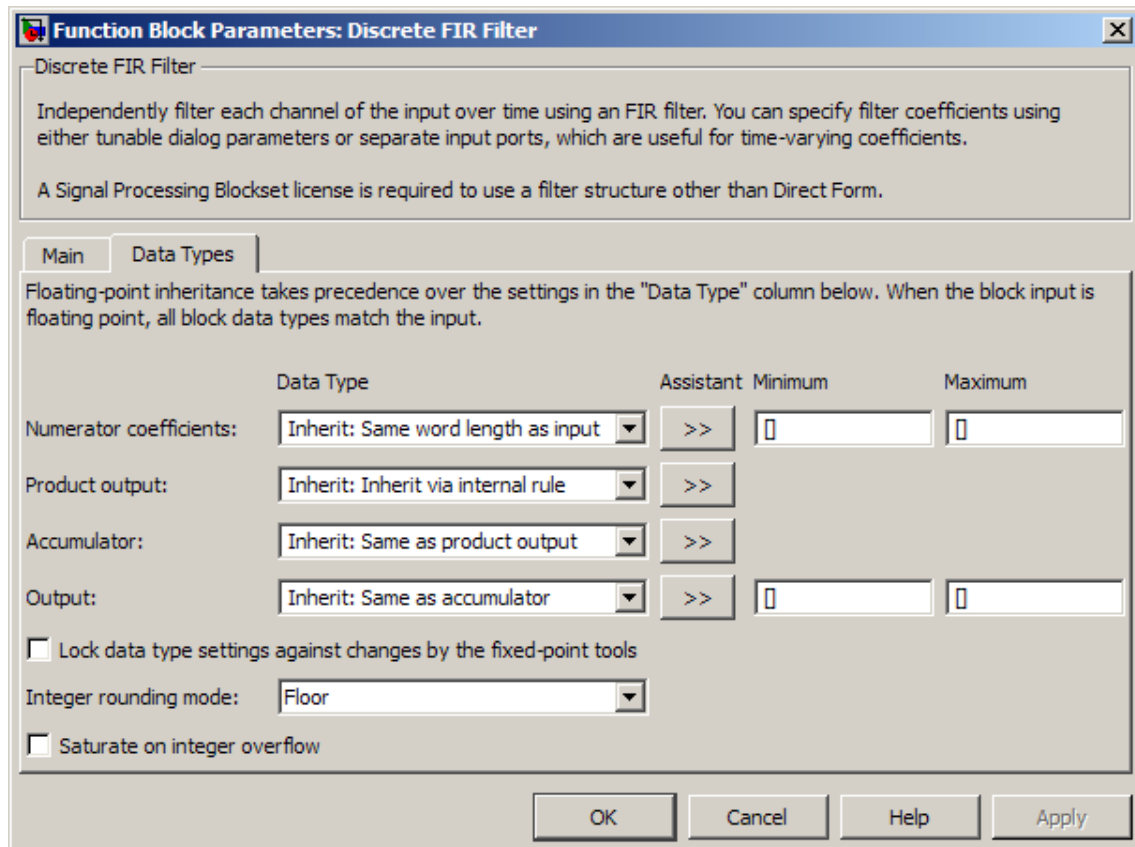 Function Block Parameters: Discrete FIR Filter
Discrete FIR Filter
Independently filter each channel of the input over time using an FIR filter. You can specify filter coefficients using
either tunable dialog parameters or separate input ports, which are useful for time-varying coefficients.
A Signal Processing Blockset license is required to use a filter structure other than Direct Form.
Main Data Types
Floating-point inheritance takes precedence over the settings in the "Data Type" column below. When the block input is
floating point, all block data types match the input.
Data Type Assistant Minimum Maximum
Numerator coefficients: Inherit: Same word length as input >> [] []
Product output: Inherit: Inherit via internal rule >>
Accumulator: Inherit: Same as product output >>
Output: Inherit: Same as accumulator >> [] []
Lock data type settings against changes by the fixed-point tools
Integer rounding mode: Floor
Saturate on integer overflow
OK Cancel Help Apply